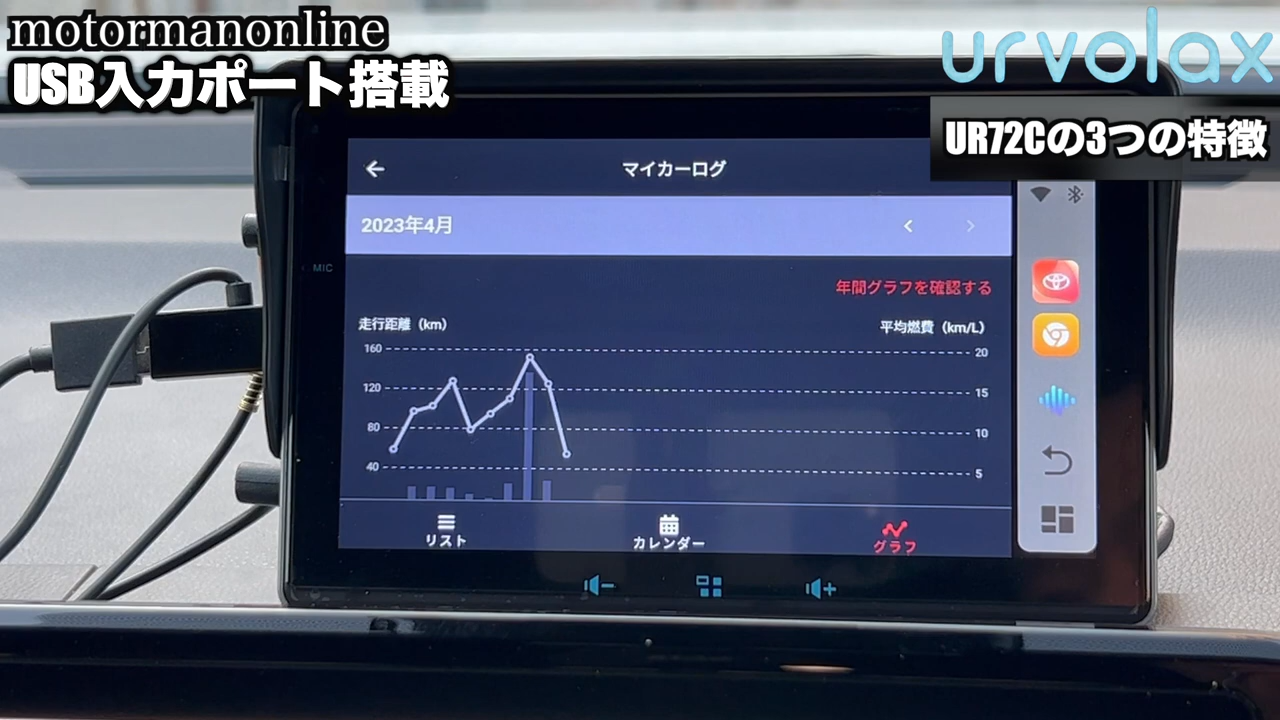 motormanonline
USB入力ポート搭載
urvolax
UR72Cの3つの特徴
マイカーログ
2023年4月
MIC
年間グラフを確認する
走行距離（km）
平均燃費（km/L）
160
20
120
15
80
10
40
5
リスト
カレンダー
グラフ